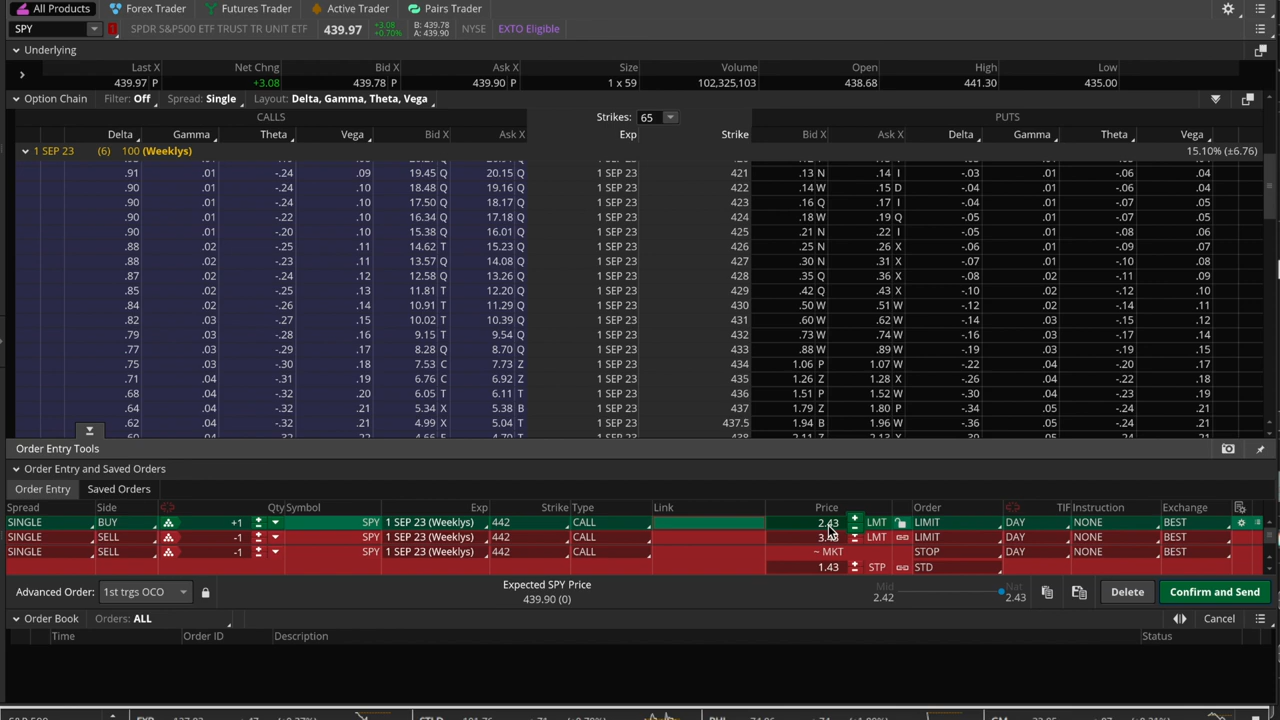 All Products Forex Trader Futures Trader Active Trader Pairs Trader
SPY SPDR S&P500 ETF TRUST TR UNIT ETF 439.97 +3.08 +0.70% B: 439.78 A: 439.90 NYSE EXTO Eligible
Underlying
Last X Net Chng Bid X Ask X Size Volume Open High Low
439.97 P +3.08 439.78 P 439.90 P 1 x 59 102,325,103 438.68 441.30 435.00
Option Chain Filter: Off Spread: Single Layout: Delta, Gamma, Theta, Vega
CALLS Strikes: 65 PUTS
Delta Gamma Theta Vega Bid X Ask X Exp Strike Bid X Ask X Delta Gamma Theta Vega
1 SEP 23 (6) 100 (Weeklys) 15.10% (±6.76)
.91 .01 -.24 .09 19.45 Q 20.15 Q 1 SEP 23 421 .13 N .14 I -.03 .01 -.06 .04
.90 .01 -.24 .10 18.48 Q 19.16 Q 1 SEP 23 422 .14 W .15 D -.04 .01 -.06 .04
.90 .01 -.24 .10 17.50 Q 18.17 Q 1 SEP 23 423 .16 Q .17 I -.04 .01 -.07 .05
.90 .01 -.22 .10 16.34 Q 17.18 Q 1 SEP 23 424 .18 W .19 Q -.05 .01 -.07 .05
.90 .01 -.20 .10 15.38 Q 16.01 Q 1 SEP 23 425 .21 N .22 I -.05 .01 -.08 .06
.88 .02 -.25 .11 14.62 T 15.23 Q 1 SEP 23 426 .25 N .26 X -.06 .01 -.09 .07
.88 .02 -.23 .11 13.57 Q 14.08 Q 1 SEP 23 427 .30 N .31 X -.07 .01 -.10 .08
.87 .02 -.24 .12 12.58 Q 13.26 Q 1 SEP 23 428 .35 Q .36 X -.08 .02 -.11 .09
.85 .02 -.25 .13 11.81 T 12.20 Q 1 SEP 23 429 .42 Q .43 X -.10 .02 -.12 .10
.84 .02 -.26 .14 10.91 T 11.29 Q 1 SEP 23 430 .50 W .51 W -.12 .02 -.14 .11
.82 .03 -.27 .15 10.02 T 10.39 Q 1 SEP 23 431 .60 W .62 W -.14 .03 -.15 .12
.79 .03 -.28 .16 9.15 T 9.54 Q 1 SEP 23 432 .73 W .74 W -.16 .03 -.17 .14
.77 .03 -.29 .17 8.28 Q 8.70 Q 1 SEP 23 433 .88 W .89 W -.19 .03 -.19 .15
.75 .03 -.30 .18 7.53 C 7.73 Z 1 SEP 23 434 1.06 P 1.07 W -.22 .04 -.20 .17
.71 .04 -.31 .19 6.76 C 6.92 Z 1 SEP 23 435 1.26 Z 1.28 X -.26 .04 -.22 .18
.68 .04 -.32 .20 6.05 T 6.11 T 1 SEP 23 436 1.51 P 1.52 W -.30 .04 -.23 .19
.64 .04 -.32 .21 5.34 X 5.38 B 1 SEP 23 437 1.79 Z 1.80 P -.34 .05 -.24 .21
.62 .04 -.32 .21 4.99 X 5.04 T 1 SEP 23 437.5 1.94 B 1.96 W -.36 .05 -.24 .21
Order Entry Tools
Order Entry and Saved Orders
Order Entry Saved Orders
Spread Side Qty Symbol Exp Strike Type Link Price Order TIF Instruction Exchange
SINGLE BUY +1 SPY 1 SEP 23 (Weeklys) 442 CALL 2.43 LMT LIMIT DAY NONE BEST
SINGLE SELL -1 SPY 1 SEP 23 (Weeklys) 442 CALL LMT LIMIT DAY NONE BEST
SINGLE SELL -1 SPY 1 SEP 23 (Weeklys) 442 CALL ~ MKT STOP DAY NONE BEST
1.43 STP STD
Advanced Order: 1st trgs OCO Expected SPY Price 439.90 (0) Mid 2.42 Nat 2.43 Delete Confirm and Send
Order Book Orders: ALL Cancel
Time Order ID Description Status